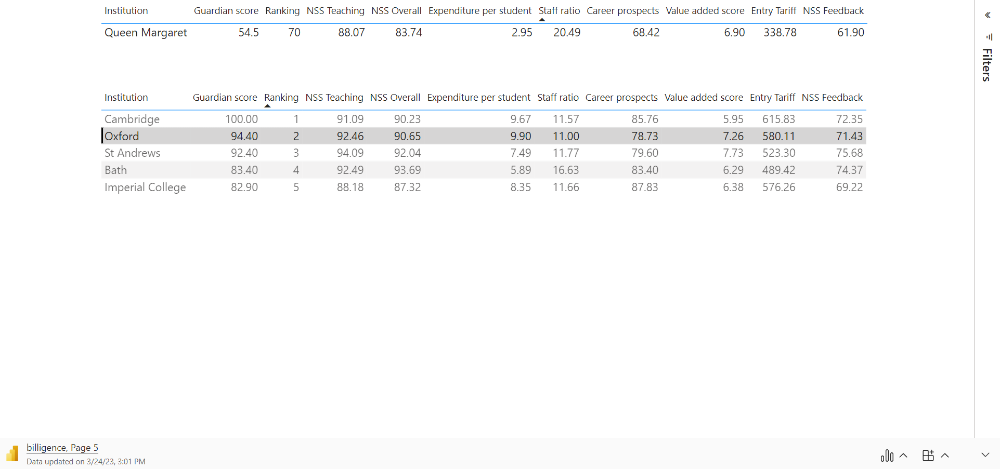 Institution Guardian score Ranking NSS Teaching NSS Overall Expenditure per student Staff ratio Career prospects Value added score Entry Tariff NSS Feedback
Queen Margaret 54.5 70 88.07 83.74 2.95 20.49 68.42 6.90 338.78 61.90
Institution Guardian score Ranking NSS Teaching NSS Overall Expenditure per student Staff ratio Career prospects Value added score Entry Tariff NSS Feedback
Cambridge 100.00 1 91.09 90.23 9.67 11.57 85.76 5.95 615.83 72.35
Oxford 94.40 2 92.46 90.65 9.90 11.00 78.73 7.26 580.11 71.43
St Andrews 92.40 3 94.09 92.04 7.49 11.77 79.60 7.73 523.30 75.68
Bath 83.40 4 92.49 93.69 5.89 16.63 83.40 6.29 489.42 74.37
Imperial College 82.90 5 88.18 87.32 8.35 11.66 87.83 6.38 576.26 69.22
Filters
billigence, Page 5
Data updated on 3/24/23, 3:01 PM